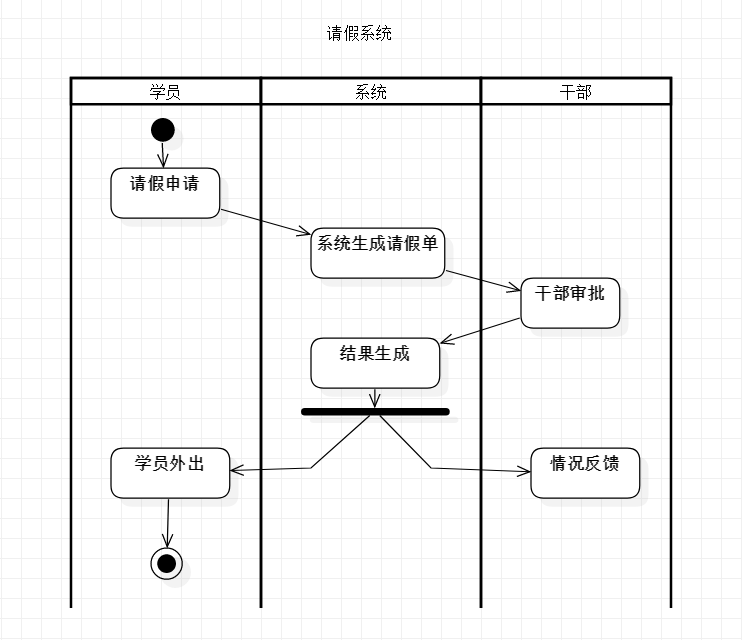 请假系统
学员
系统
干部
请假申请
系统生成请假单
干部审批
结果生成
学员外出
情况反馈